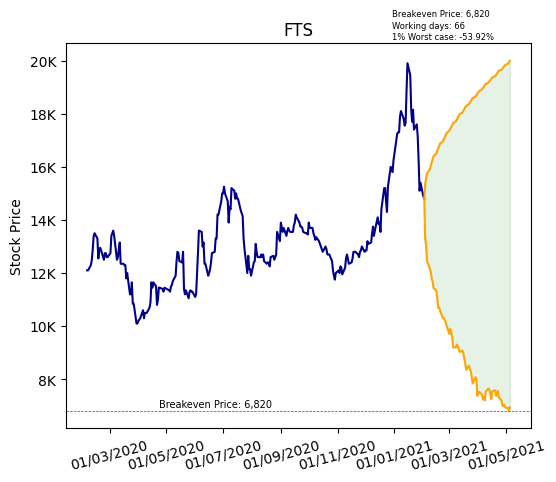 Breakeven Price: 6,820
Working days: 66
1% Worst case: -53.92%
FTS
Stock Price
20K
18K
16K
14K
12K
10K
8K
Breakeven Price: 6,820
01/03/2020
01/05/2020
01/07/2020
01/09/2020
01/11/2020
01/01/2021
01/03/2021
01/05/2021